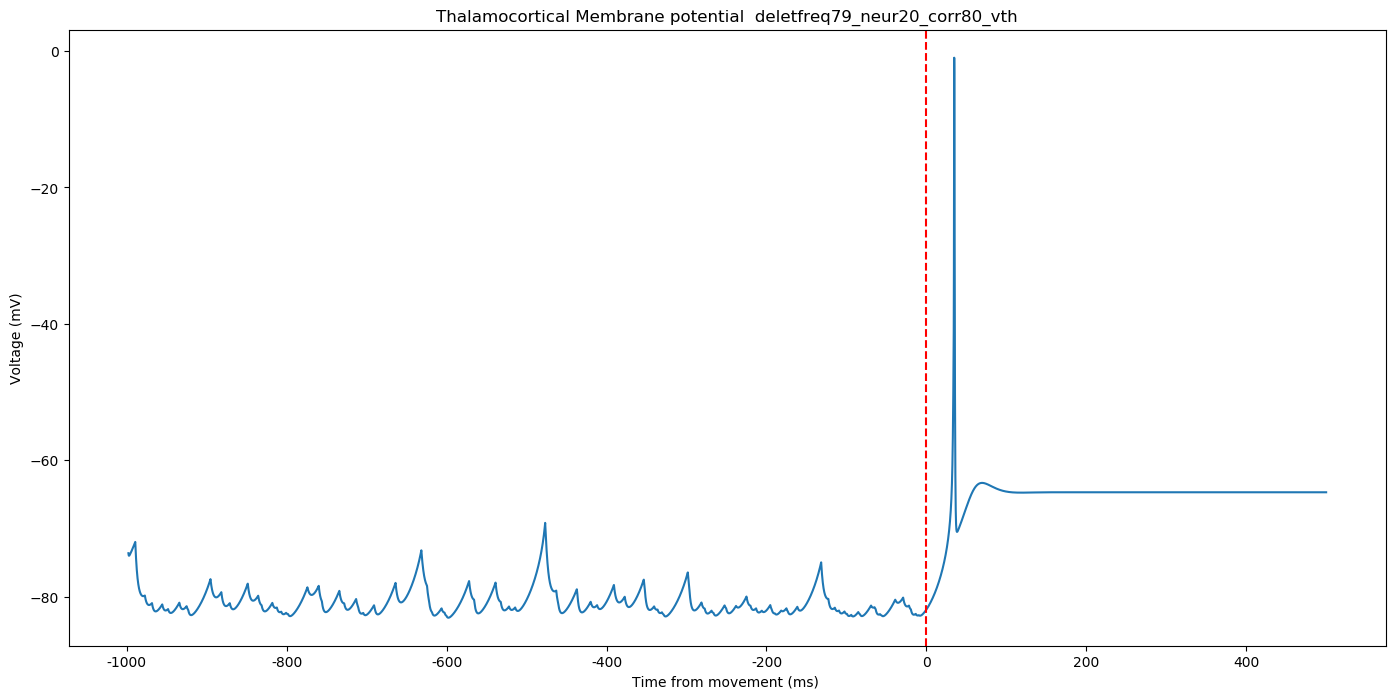 Thalamocortical Membrane potential  deletfreq79_neur20_corr80_vth
Voltage (mV)
0
−20
−40
−60
−80
-1000 -800 -600 -400 -200 0 200 400
Time from movement (ms)